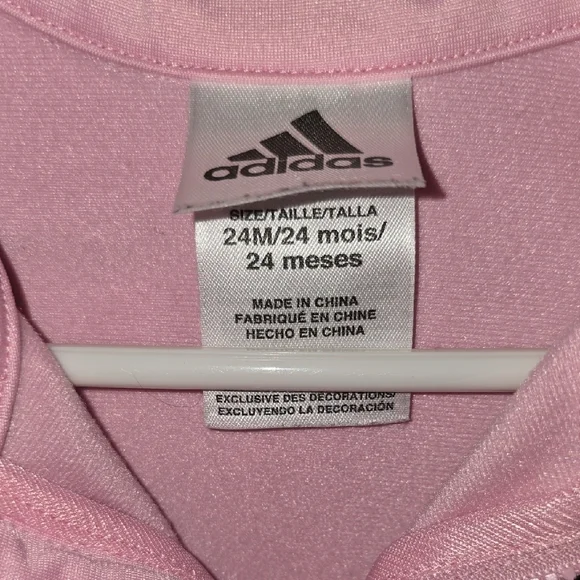 adidas
SIZE/TAILLE/TALLA
24M/24 mois/
24 meses
MADE IN CHINA
FABRIQUÉ EN CHINE
HECHO EN CHINA
EXCLUSIVE DES DECORATIONS/
EXCLUYENDO LA DECORACIÓN